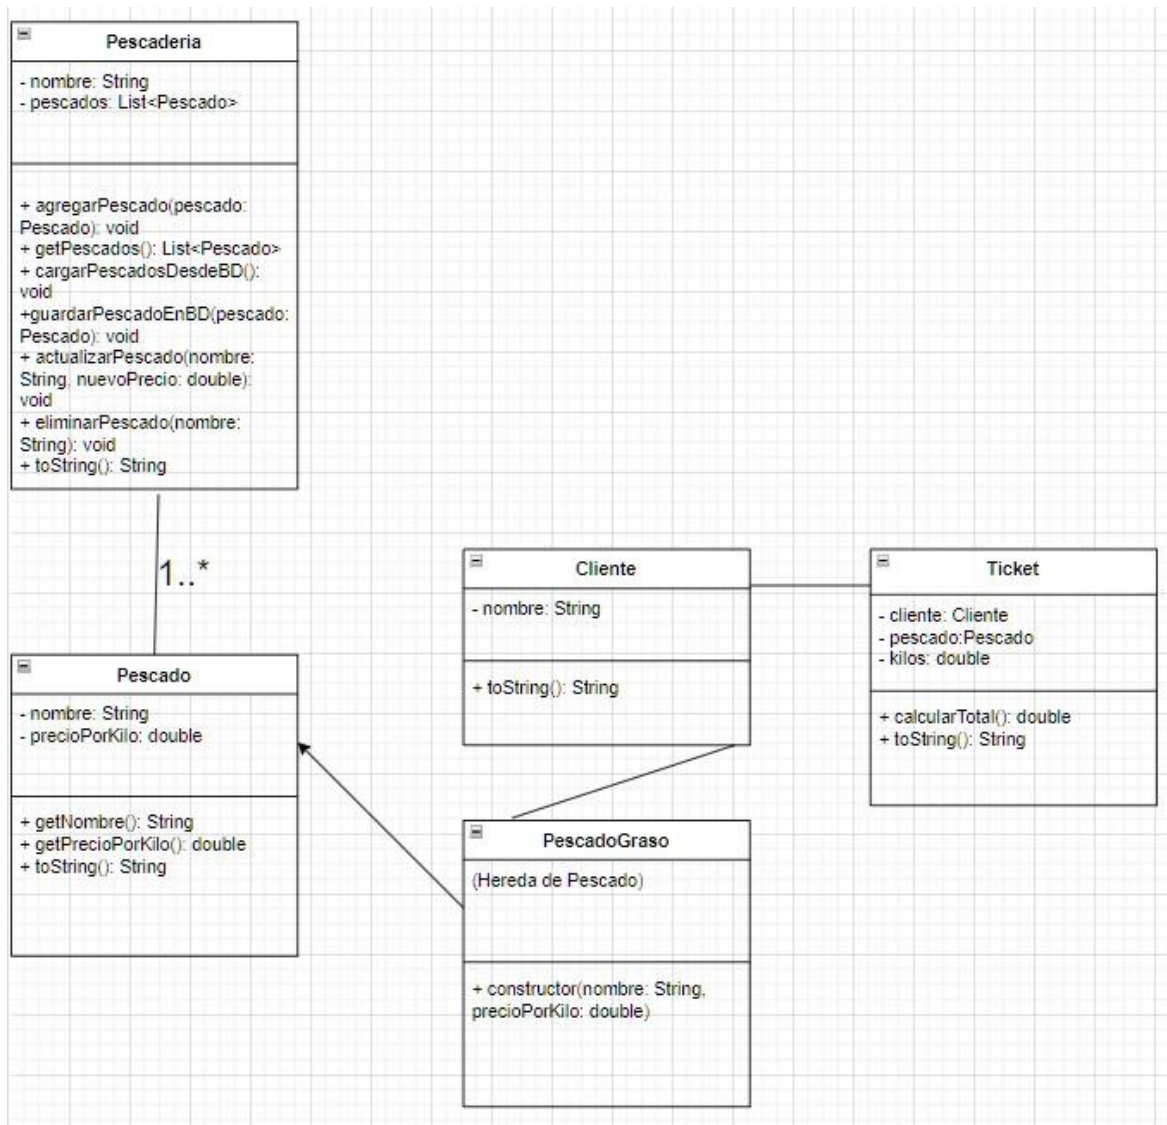 Pescaderia
- nombre: String
- pescados: List<Pescado>
+ agregarPescado(pescado:
Pescado): void
+ getPescados(): List<Pescado>
+ cargarPescadosDesdeBD():
void
+guardarPescadoEnBD(pescado:
Pescado): void
+ actualizarPescado(nombre:
String, nuevoPrecio: double):
void
+ eliminarPescado(nombre:
String): void
+ toString(): String
1..*
Pescado
- nombre: String
- precioPorKilo: double
+ getNombre(): String
+ getPrecioPorKilo(): double
+ toString(): String
Cliente
- nombre: String
+ toString(): String
Ticket
- cliente: Cliente
- pescado:Pescado
- kilos: double
+ calcularTotal(): double
+ toString(): String
PescadoGraso
(Hereda de Pescado)
+ constructor(nombre: String,
precioPorKilo: double)